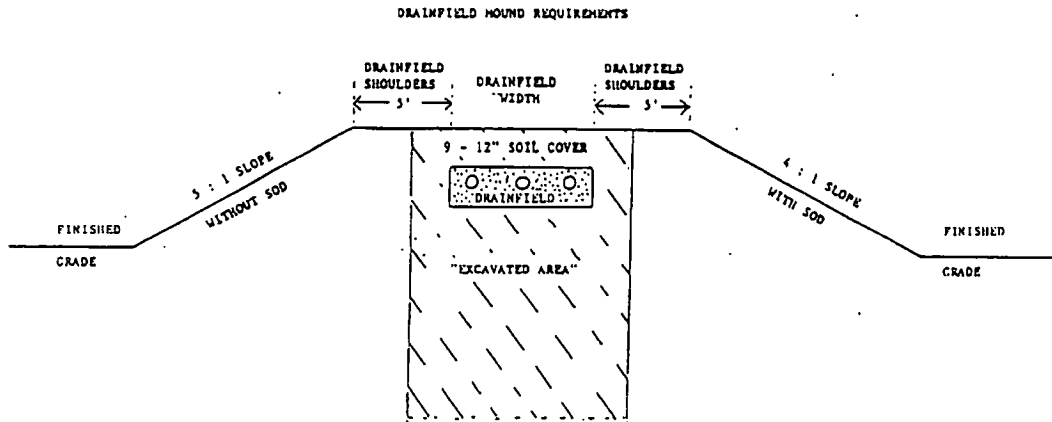 DRAINFIELD MOUND REQUIREMENTS
DRAINFIELD
SHOULDERS
5'
DRAINFIELD
WIDTH
DRAINFIELD
SHOULDERS
5'
9 - 12" SOIL COVER
DRAINFIELD
"EXCAVATED AREA"
5 : 1 SLOPE
WITHOUT SOD
4 : 1 SLOPE
WITH SOD
FINISHED
GRADE
FINISHED
GRADE